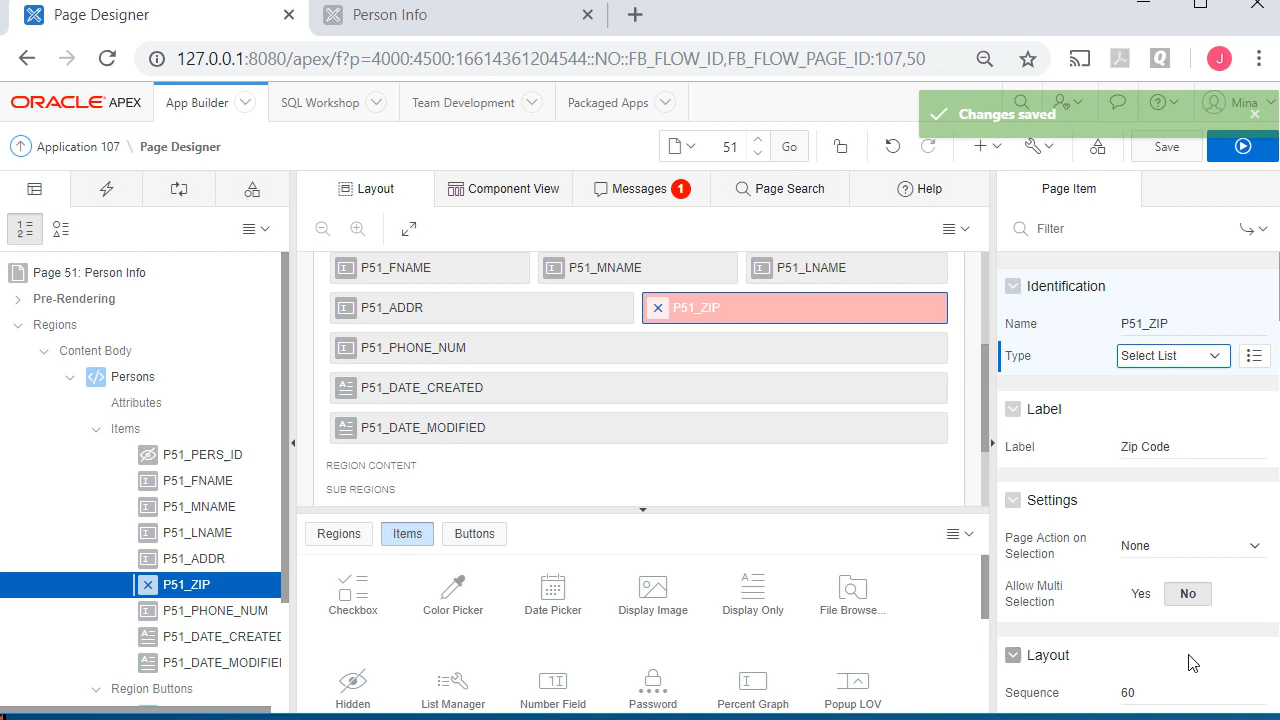 Page Designer
Person Info
127.0.0.1:8080/apex/f?p=4000:4500:16614361204544::NO::FB_FLOW_ID,FB_FLOW_PAGE_ID:107,50
J
ORACLE APEX
App Builder
SQL Workshop
Team Development
Packaged Apps
Mina
Changes saved
Application 107 \ Page Designer
51
Go
Save
Layout
Component View
Messages 1
Page Search
Help
Page Item
Filter
Page 51: Person Info
Pre-Rendering
Regions
Content Body
Persons
Attributes
Items
P51_PERS_ID
P51_FNAME
P51_MNAME
P51_LNAME
P51_ADDR
P51_ZIP
P51_PHONE_NUM
P51_DATE_CREATED
P51_DATE_MODIFIE
Region Buttons
P51_FNAME
P51_MNAME
P51_LNAME
P51_ADDR
P51_ZIP
P51_PHONE_NUM
P51_DATE_CREATED
P51_DATE_MODIFIED
REGION CONTENT
SUB REGIONS
Regions
Items
Buttons
Checkbox
Color Picker
Date Picker
Display Image
Display Only
File Browse...
Hidden
List Manager
Number Field
Password
Percent Graph
Popup LOV
Identification
Name
P51_ZIP
Type
Select List
Label
Label
Zip Code
Settings
Page Action on
Selection
None
Allow Multi
Selection
Yes
No
Layout
Sequence
60